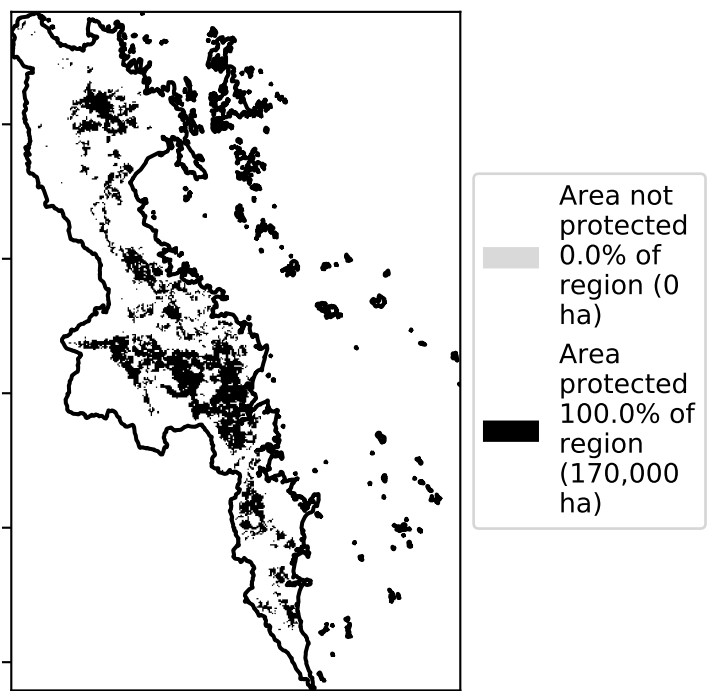 Area not
protected
0.0% of
region (0
ha)
Area
protected
100.0% of
region
(170,000
ha)